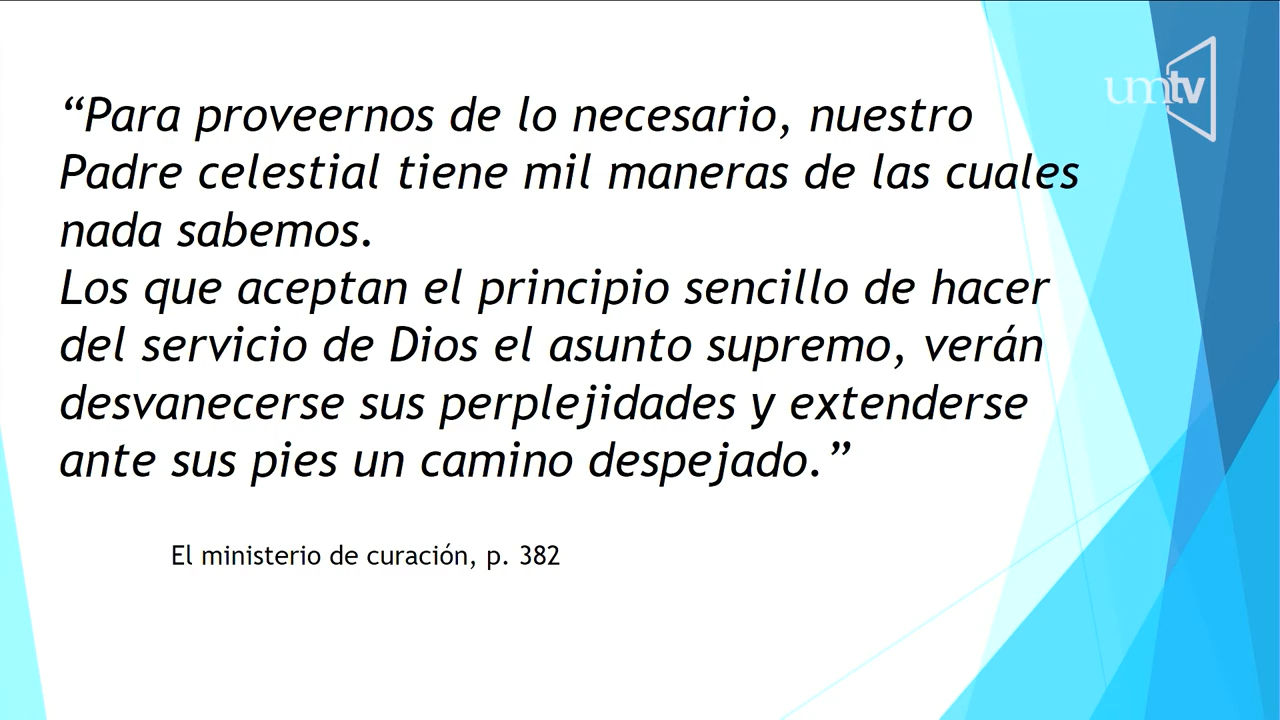 umtv
“Para proveernos de lo necesario, nuestro
Padre celestial tiene mil maneras de las cuales
nada sabemos.
Los que aceptan el principio sencillo de hacer
del servicio de Dios el asunto supremo, verán
desvanecerse sus perplejidades y extenderse
ante sus pies un camino despejado.”
El ministerio de curación, p. 382